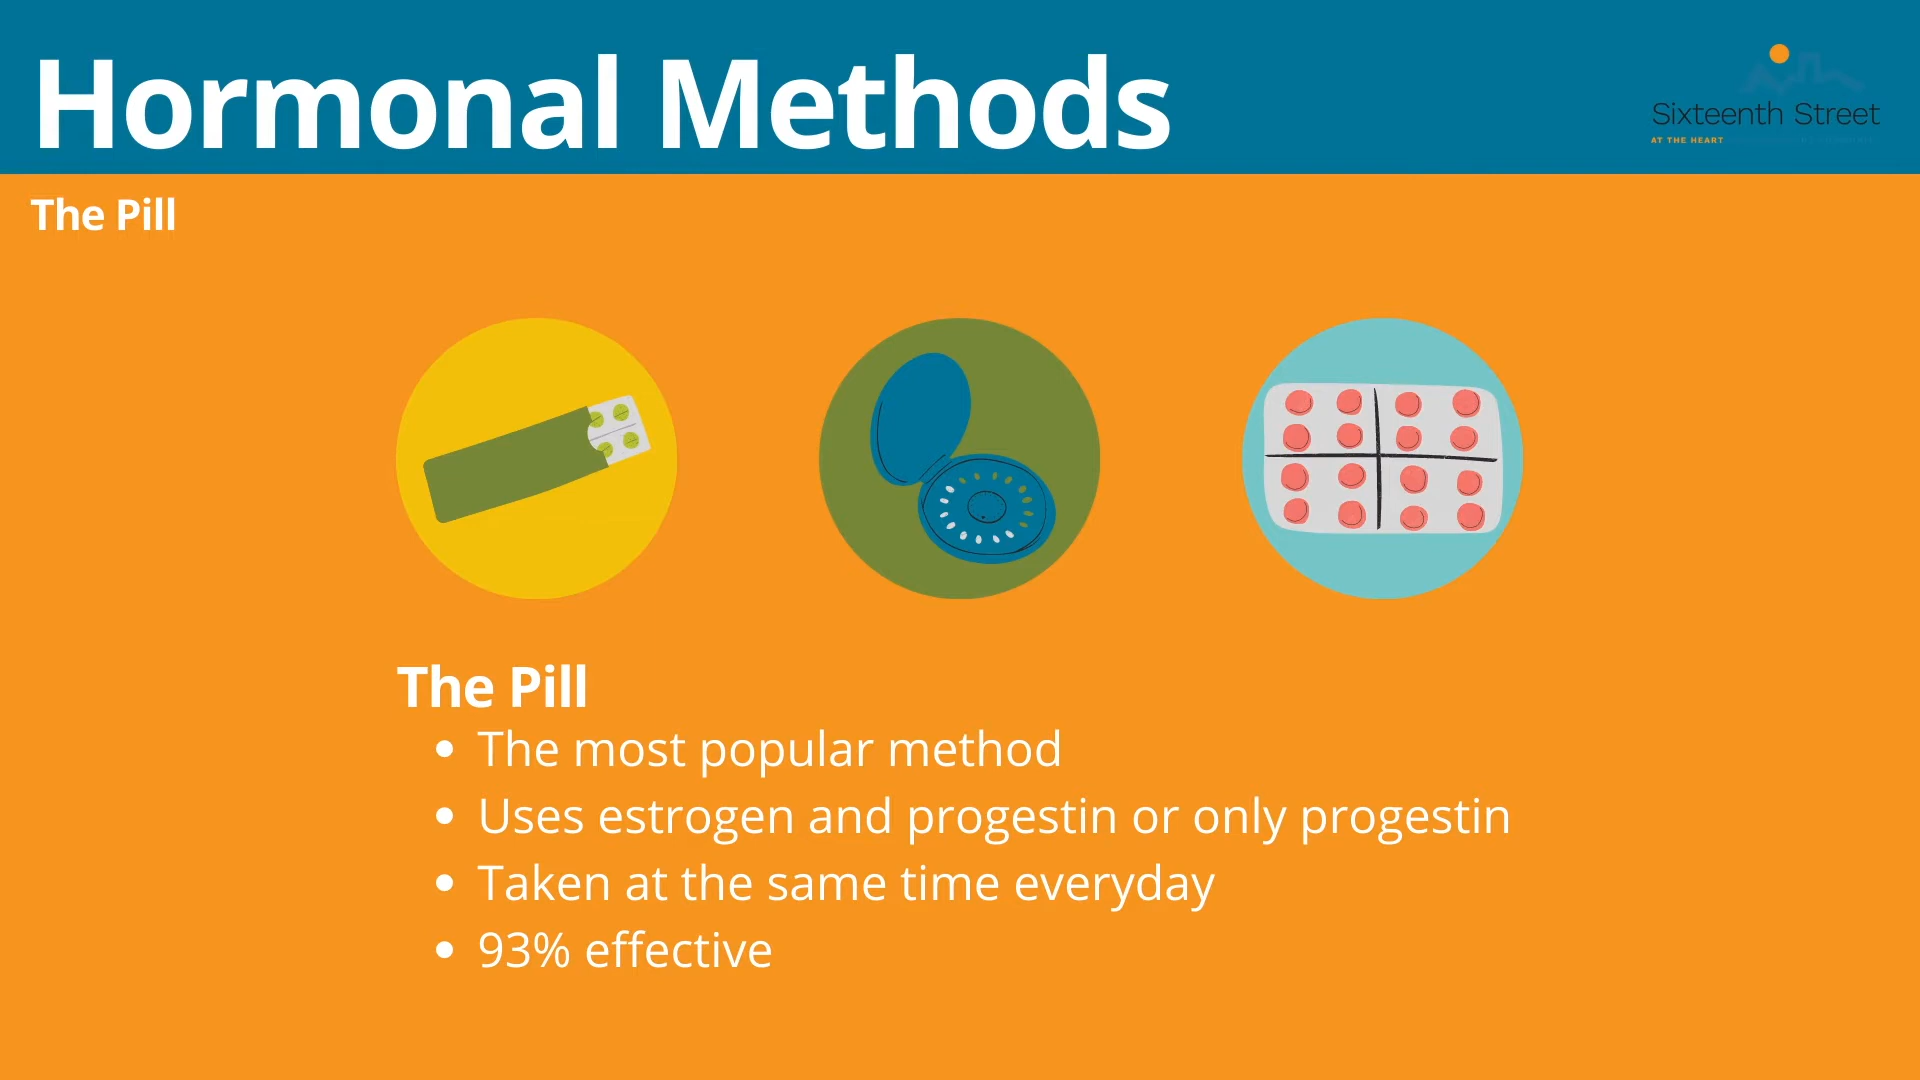 Hormonal Methods
Sixteenth Street
AT THE HEART
The Pill
The Pill
The most popular method
Uses estrogen and progestin or only progestin
Taken at the same time everyday
93% effective